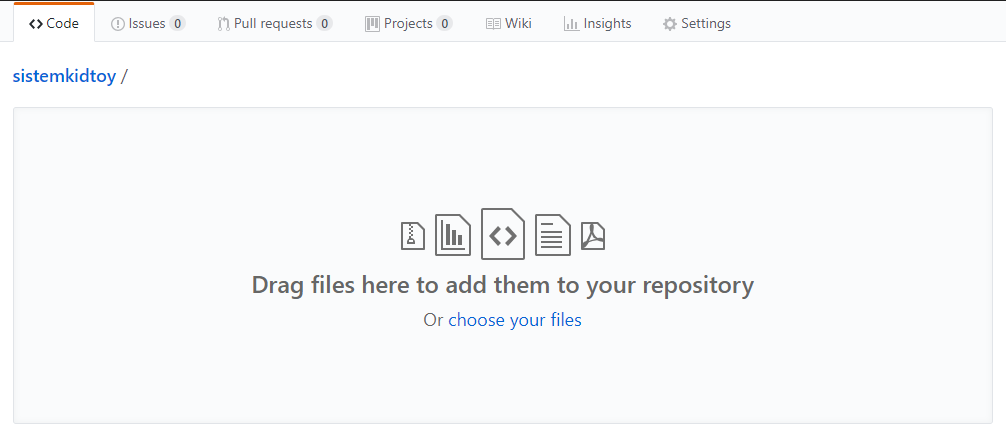 Code Issues 0 Pull requests 0 Projects 0 Wiki Insights Settings
sistemkidtoy /
Drag files here to add them to your repository
Or choose your files